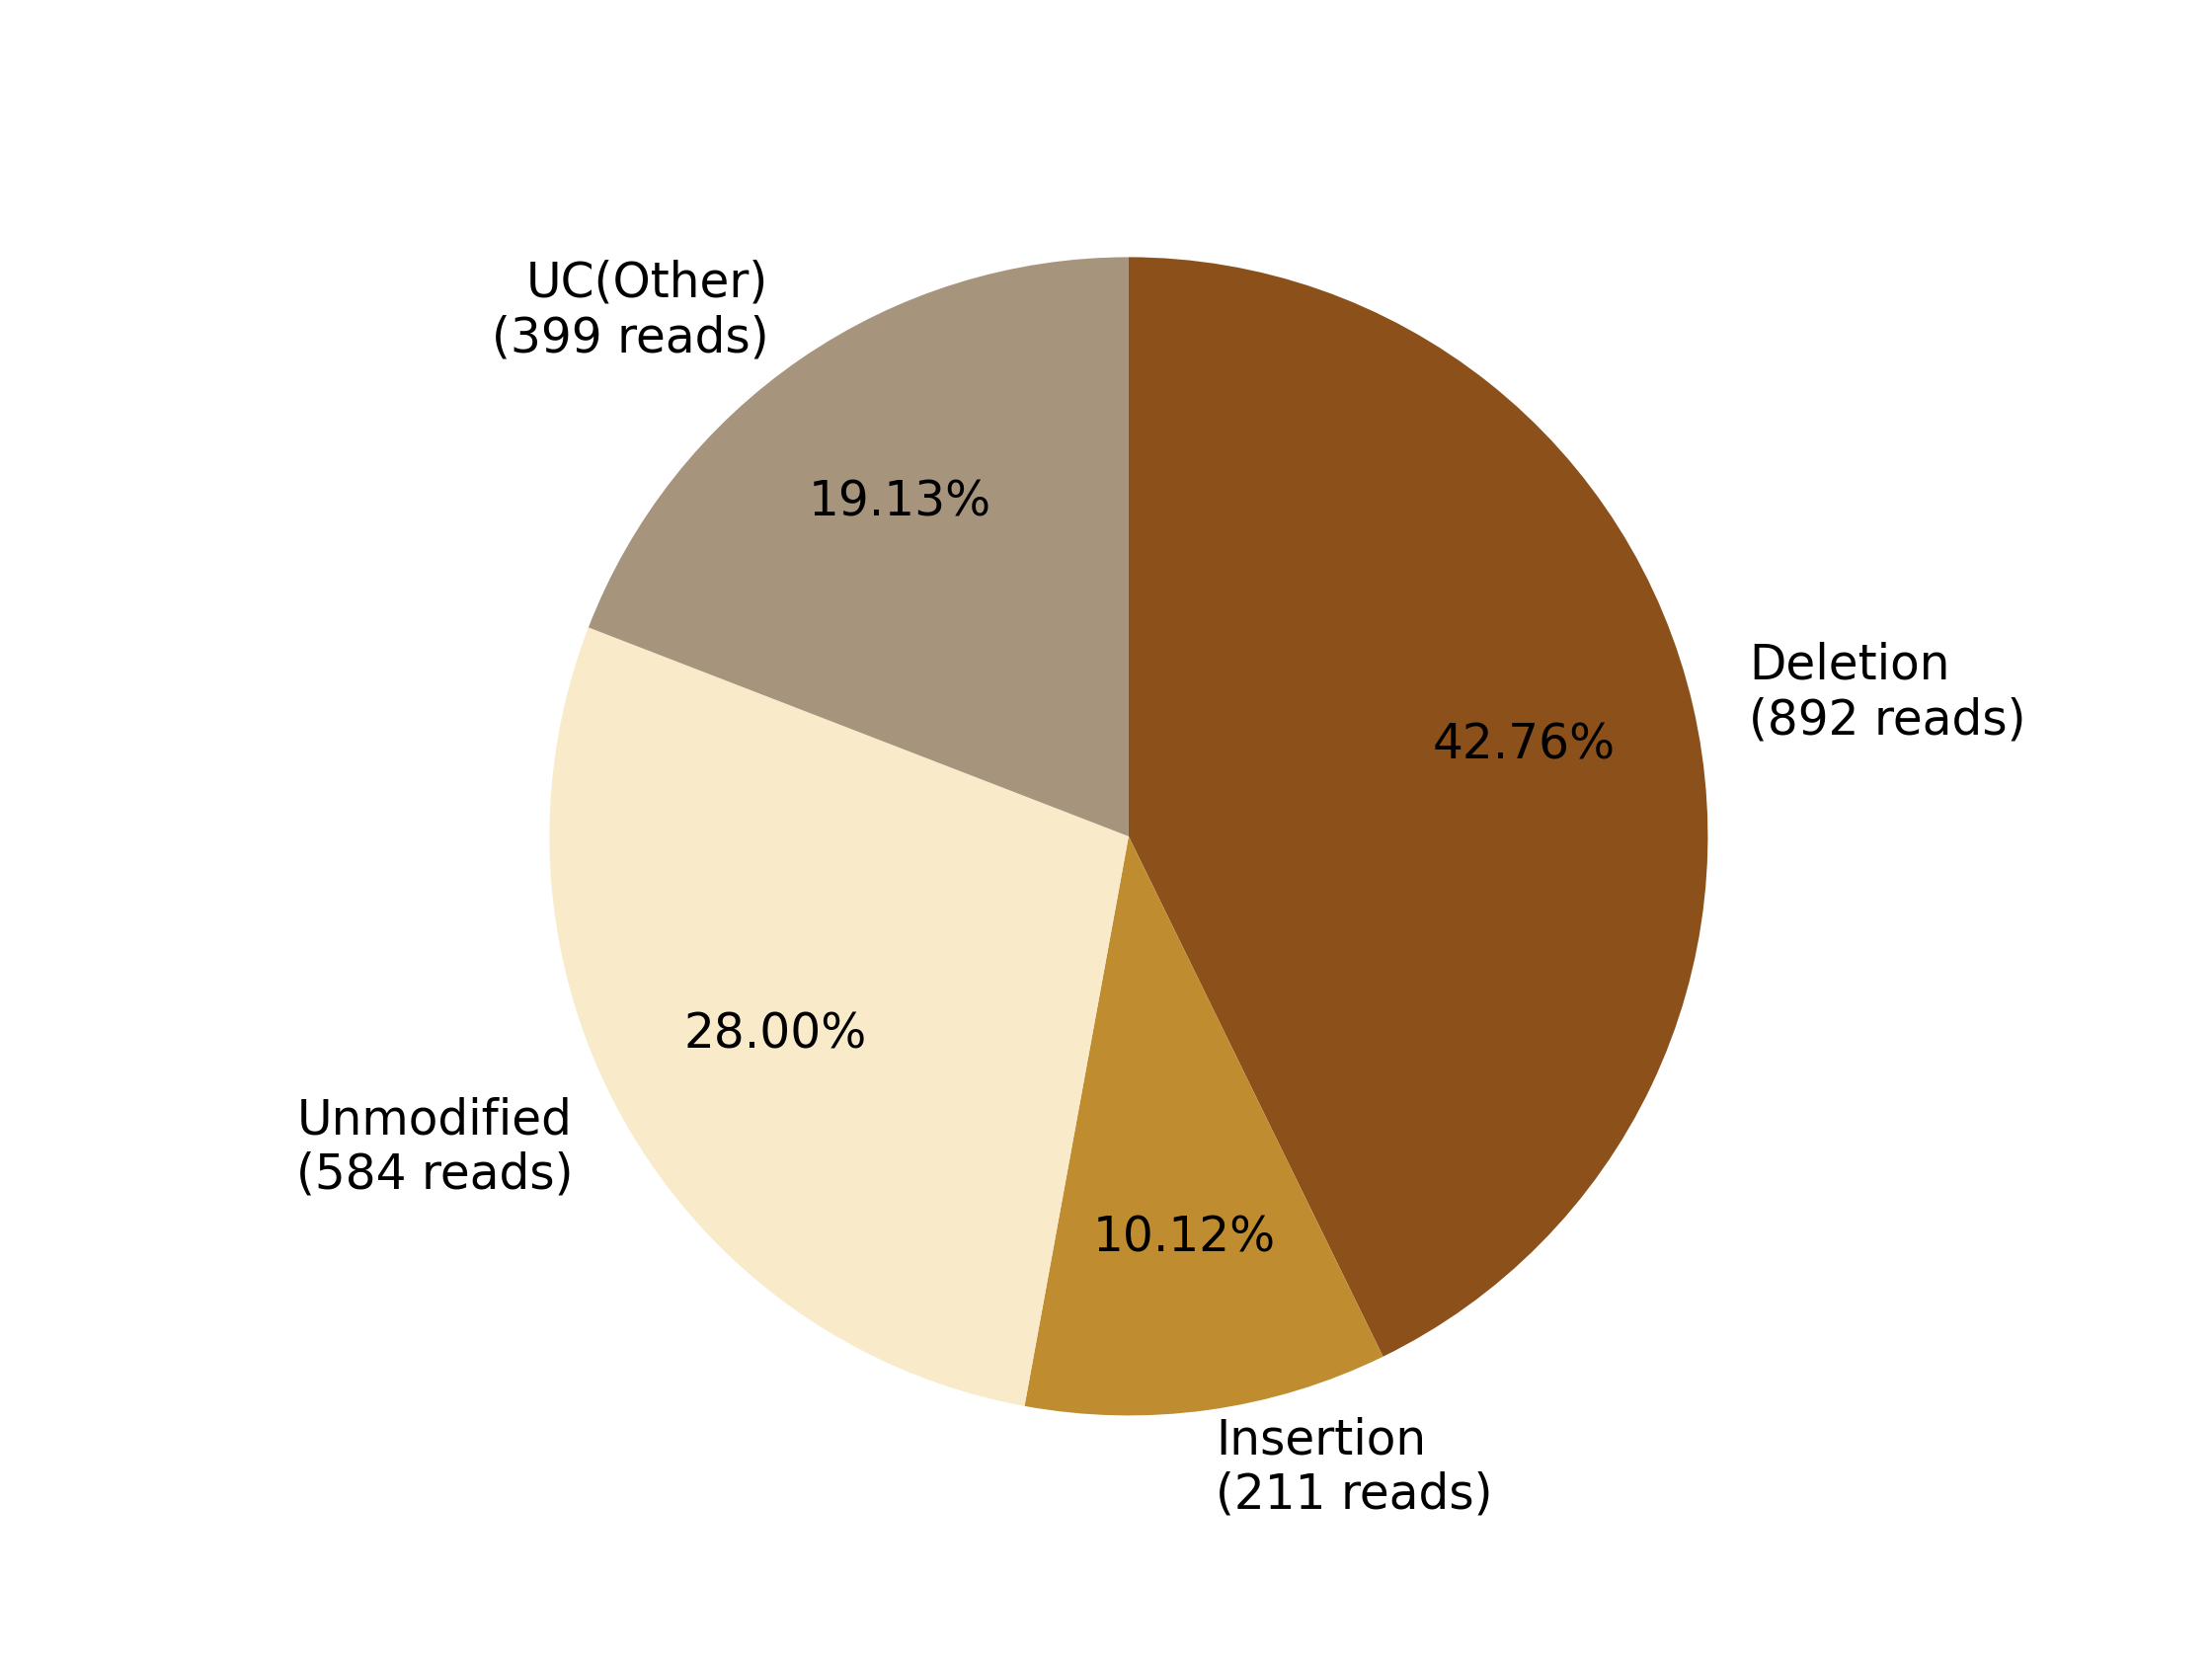 UC(Other)
(399 reads)
19.13%
Deletion
(892 reads)
42.76%
28.00%
Unmodified
(584 reads)
10.12%
Insertion
(211 reads)